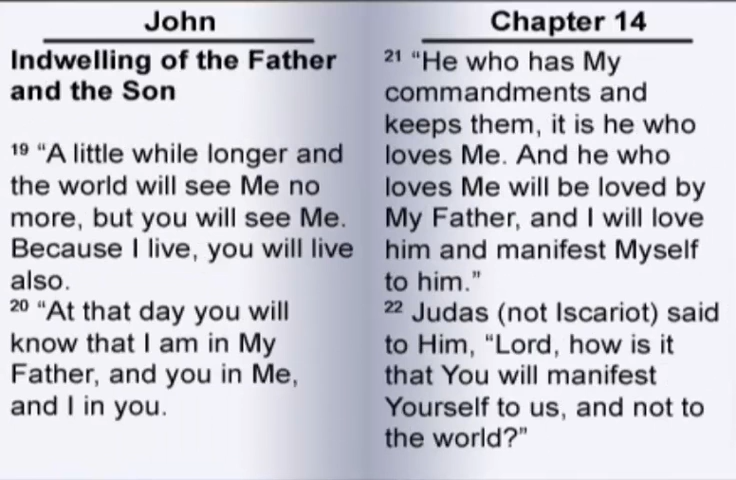 John
Indwelling of the Father
and the Son
19 “A little while longer and
the world will see Me no
more, but you will see Me.
Because I live, you will live
also.
20 “At that day you will
know that I am in My
Father, and you in Me,
and I in you.
Chapter 14
21 “He who has My
commandments and
keeps them, it is he who
loves Me. And he who
loves Me will be loved by
My Father, and I will love
him and manifest Myself
to him.”
22 Judas (not Iscariot) said
to Him, “Lord, how is it
that You will manifest
Yourself to us, and not to
the world?”